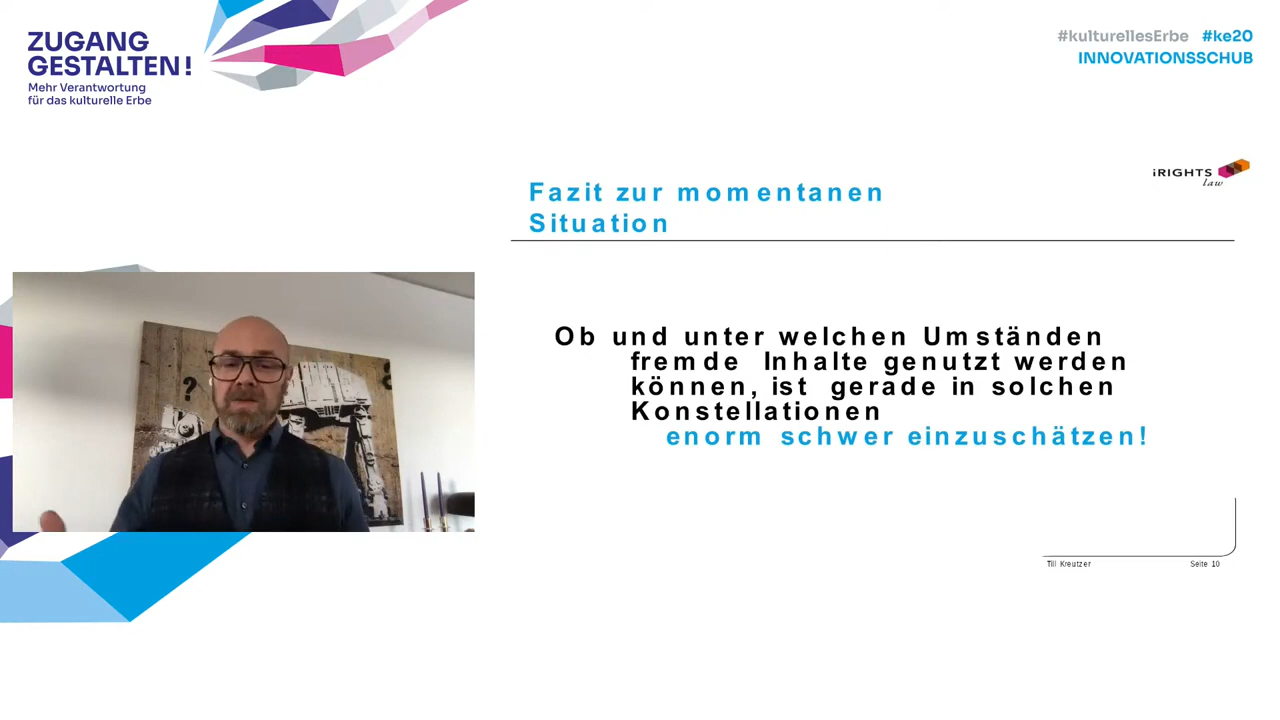 ZUGANG
GESTALTEN!
Mehr Verantwortung
für das kulturelle Erbe
#kulturellesErbe #ke20
INNOVATIONSSCHUB
iRIGHTS
law
Fazit zur momentanen
Situation
?
Ob und unter welchen Umständen
fremde Inhalte genutzt werden
können, ist gerade in solchen
Konstellationen
enorm schwer einzuschätzen!
Till Kreutzer Seite 10